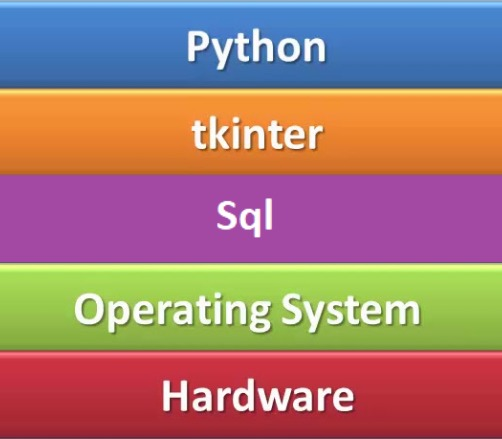 Python
tkinter
Sql
Operating System
Hardware